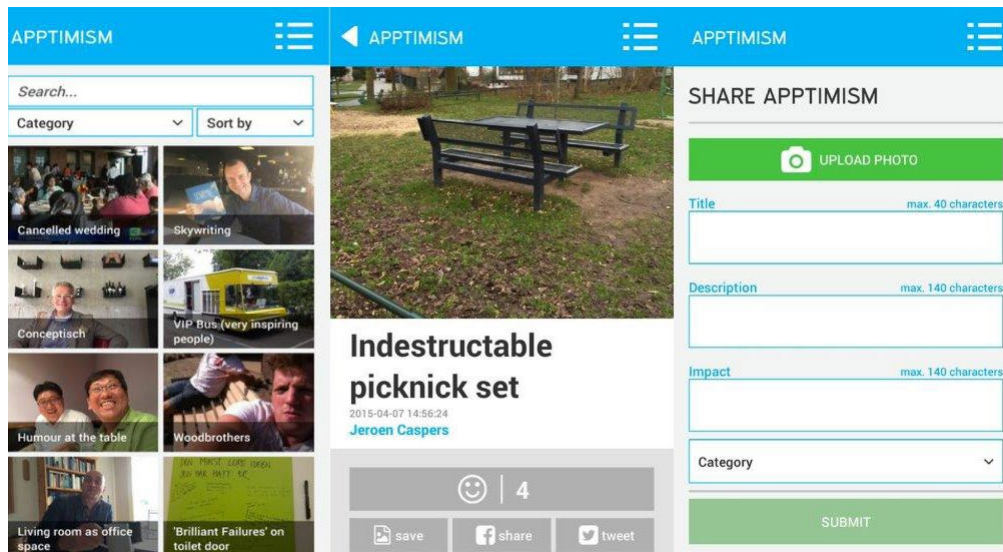 APPTIMISM
Search...
Category
Sort by
Cancelled wedding
Skywriting
Conceptisch
VIP Bus (very inspiring
people)
Humour at the table
Woodbrothers
Living room as office
space
'Brilliant Failures' on
toilet door
APPTIMISM
Indestructable
picknick set
2015-04-07 14:56:24
Jeroen Caspers
4
save
share
tweet
APPTIMISM
SHARE APPTIMISM
UPLOAD PHOTO
Title
max. 40 characters
Description
max. 140 characters
Impact
max. 140 characters
Category
SUBMIT